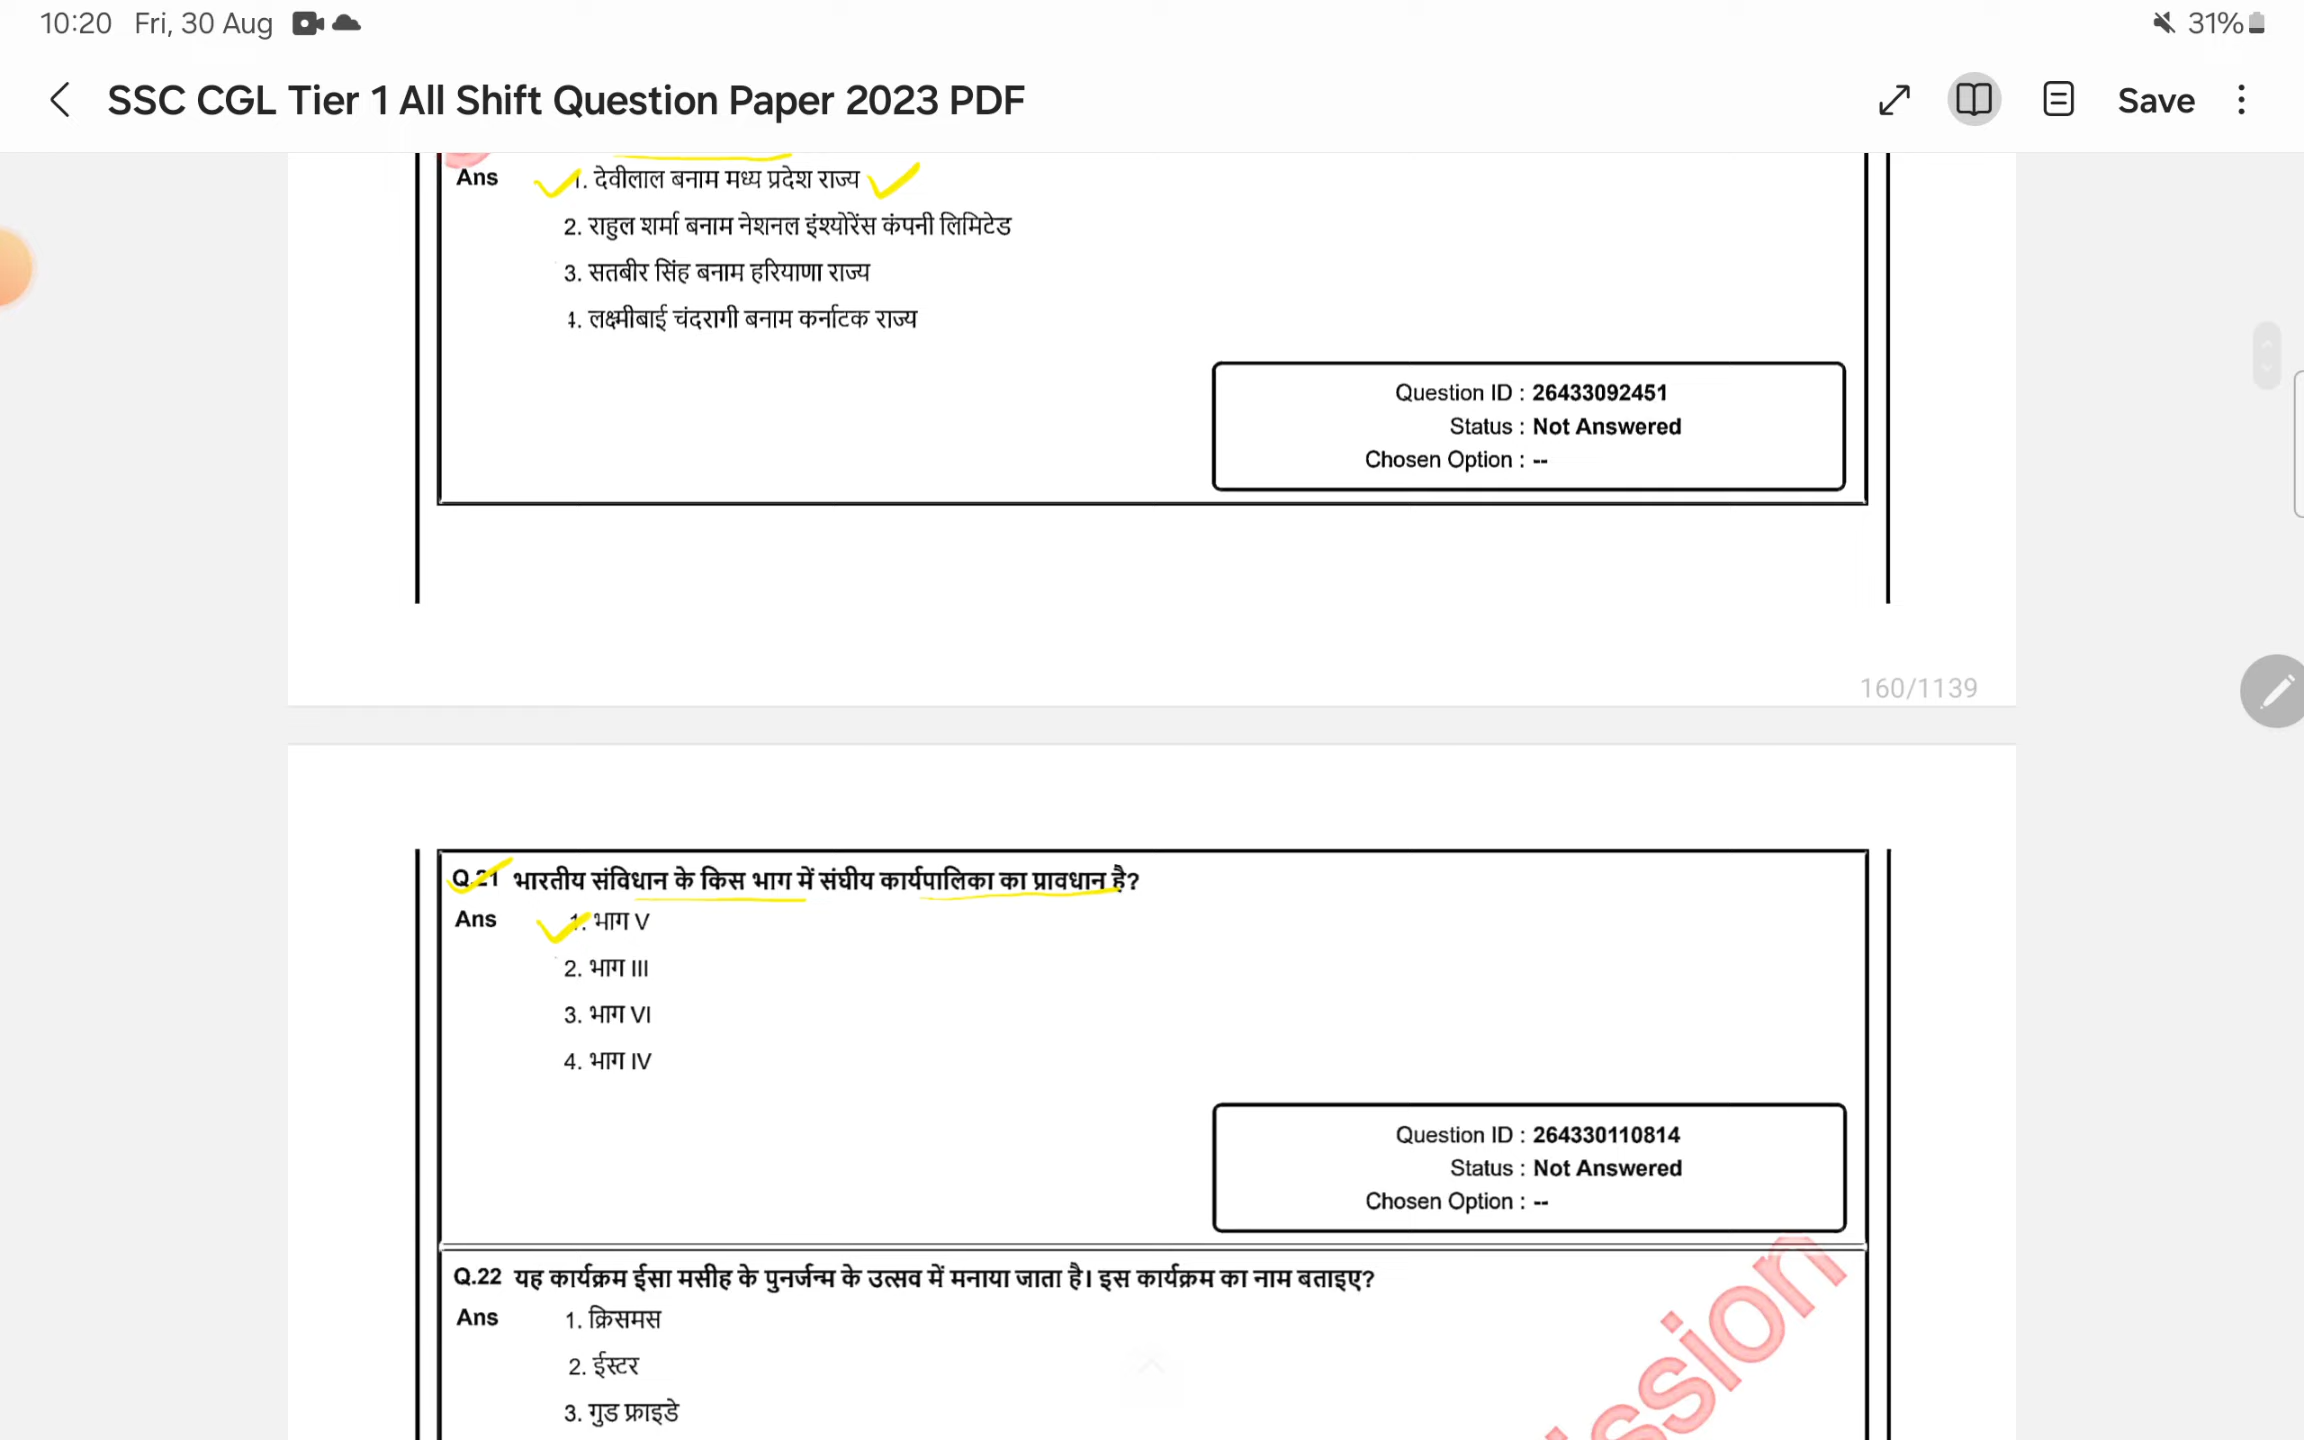 10:20 Fri, 30 Aug 31%
SSC CGL Tier 1 All Shift Question Paper 2023 PDF Save
Ans 1. देवीलाल बनाम मध्य प्रदेश राज्य
2. राहुल शर्मा बनाम नेशनल इंश्योरेंस कंपनी लिमिटेड
3. सतबीर सिंह बनाम हरियाणा राज्य
4. लक्ष्मीबाई चंदरागी बनाम कर्नाटक राज्य
Question ID : 26433092451
Status : Not Answered
Chosen Option : --
160/1139
Q.21 भारतीय संविधान के किस भाग में संघीय कार्यपालिका का प्रावधान है?
Ans 1. भाग V
2. भाग III
3. भाग VI
4. भाग IV
Question ID : 264330110814
Status : Not Answered
Chosen Option : --
Q.22 यह कार्यक्रम ईसा मसीह के पुनर्जन्म के उत्सव में मनाया जाता है। इस कार्यक्रम का नाम बताइए?
Ans 1. क्रिसमस
2. ईस्टर
3. गुड फ्राइडे
ssion